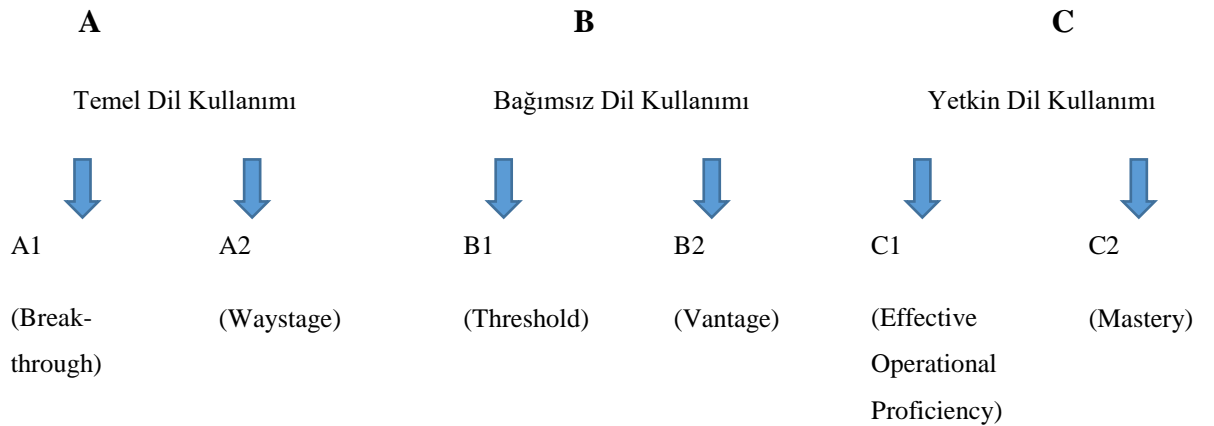 A B C
Temel Dil Kullanımı Bağımsız Dil Kullanımı Yetkin Dil Kullanımı
A1 A2 B1 B2 C1 C2
(Break- (Waystage) (Threshold) (Vantage) (Effective (Mastery)
through) Operational
Proficiency)